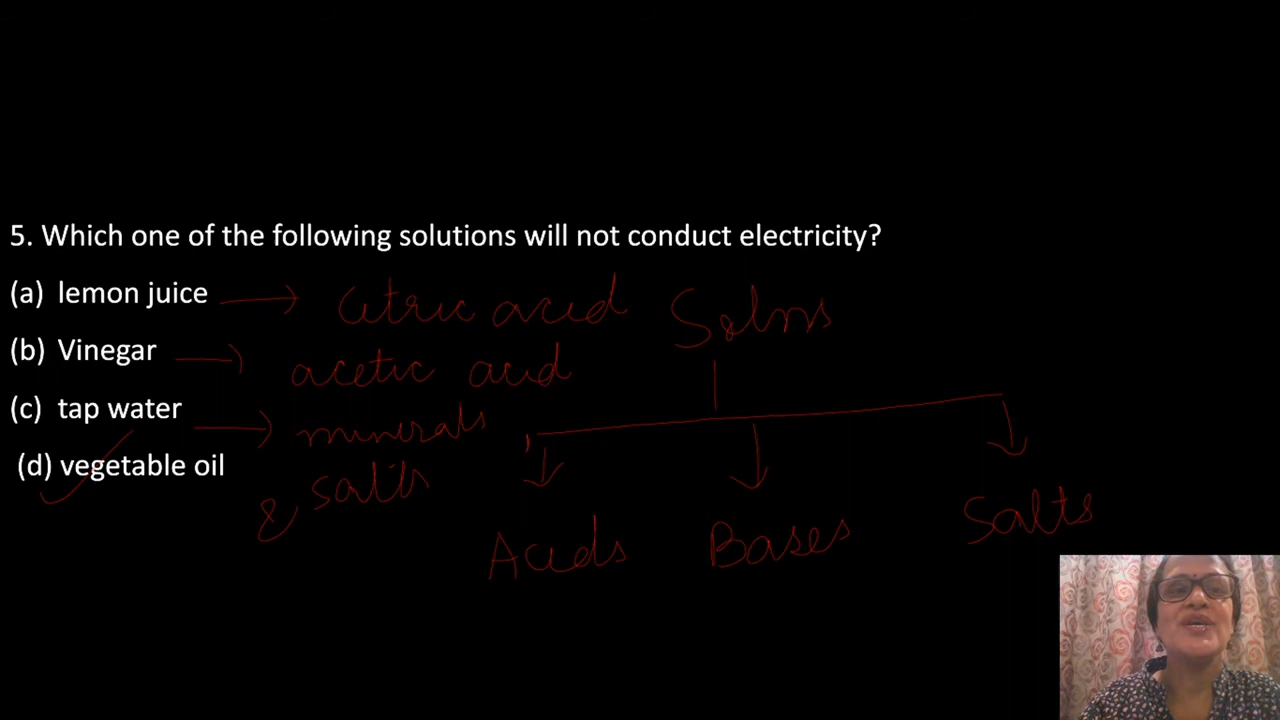 5. Which one of the following solutions will not conduct electricity?
(a) lemon juice → citric acid
Solns
(b) Vinegar → acetic acid
(c) tap water → minerals
& salts
(d) vegetable oil
Acids Bases Salts